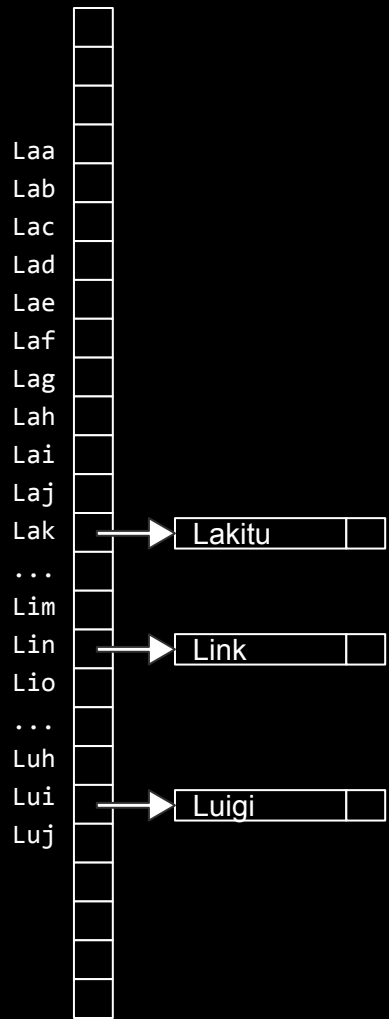 Laa
Lab
Lac
Lad
Lae
Laf
Lag
Lah
Lai
Laj
Lak Lakitu
...
Lim
Lin Link
Lio
...
Luh
Lui Luigi
Luj